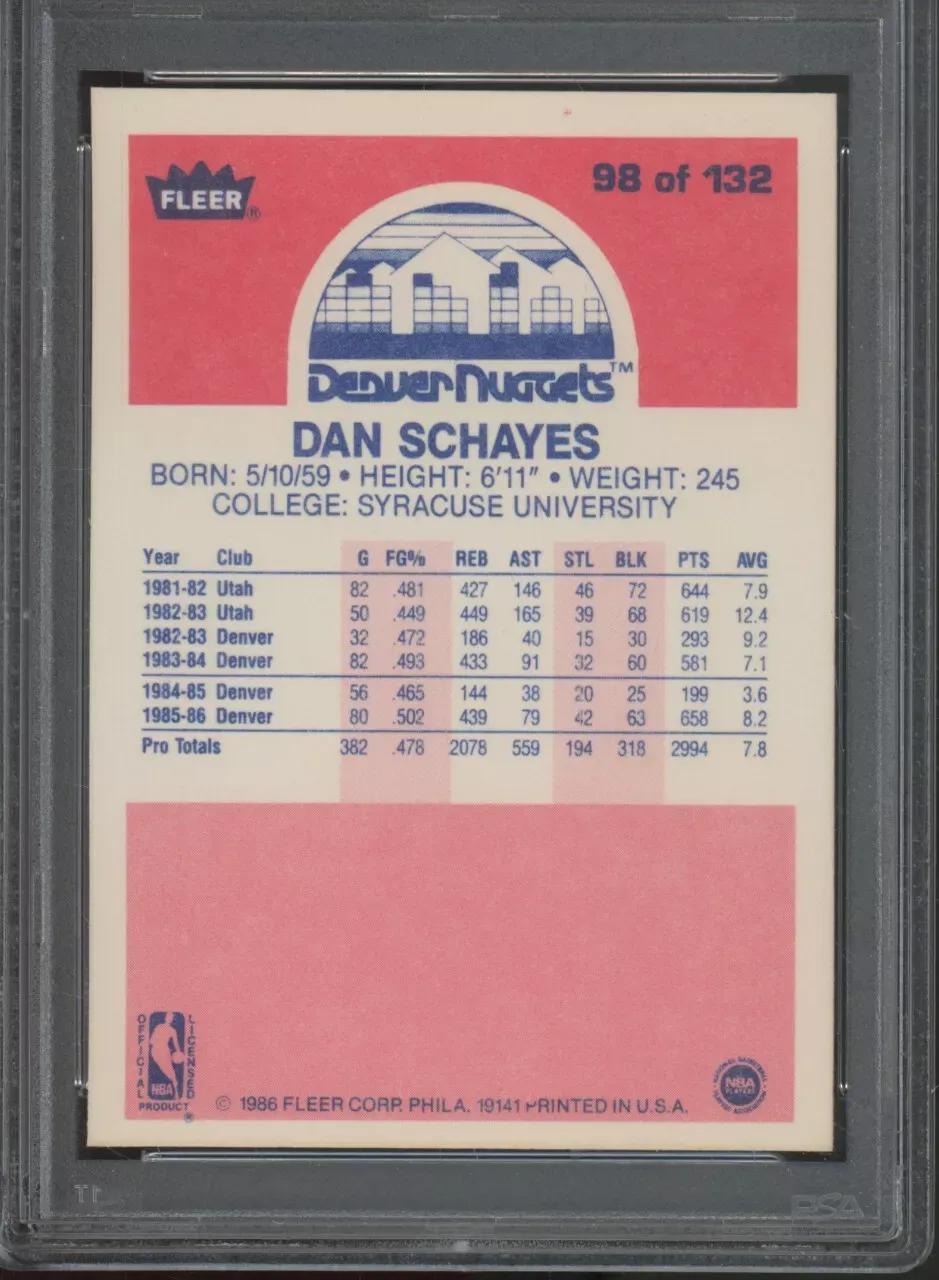 FLEER®
98 of 132
Denver Nuggets™
DAN SCHAYES
BORN: 5/10/59 • HEIGHT: 6'11" • WEIGHT: 245
COLLEGE: SYRACUSE UNIVERSITY
Year Club G FG% REB AST STL BLK PTS AVG
1981-82 Utah 82 .481 427 146 46 72 644 7.9
1982-83 Utah 50 .449 449 165 39 68 619 12.4
1982-83 Denver 32 .472 186 40 15 30 293 9.2
1983-84 Denver 82 .493 433 91 32 60 581 7.1
1984-85 Denver 56 .465 144 38 20 25 199 3.6
1985-86 Denver 80 .502 439 79 42 63 658 8.2
Pro Totals 382 .478 2078 559 194 318 2994 7.8
OFFICIAL LICENSED
NBA
PRODUCT ®
© 1986 FLEER CORP. PHILA. 19141 PRINTED IN U.S.A.
NATIONAL BASKETBALL
NBA
PLAYERS
PLAYERS ASSOCIATION
PSA